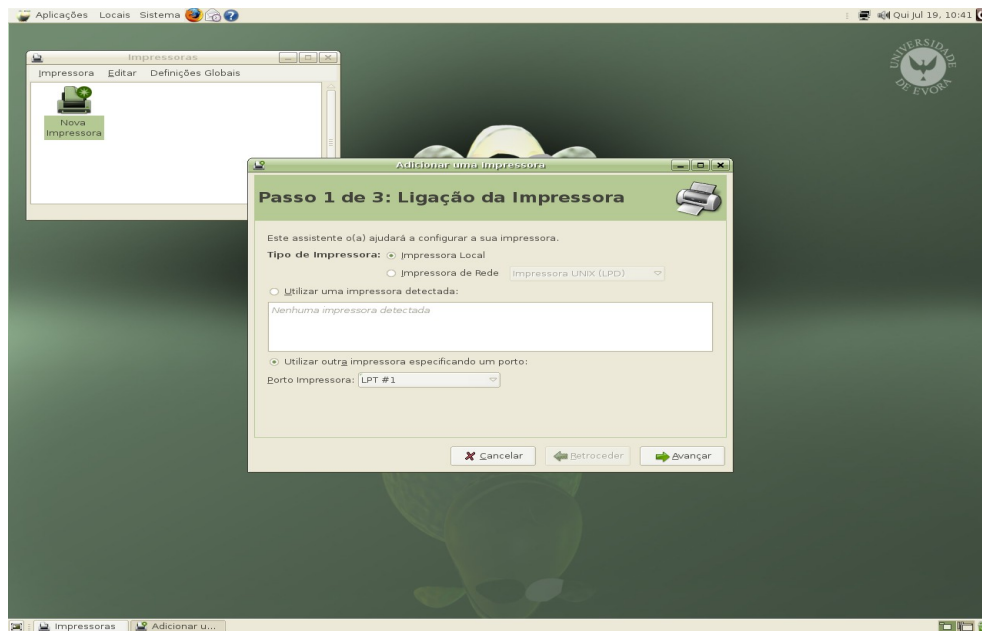 Aplicações Locais Sistema
Qui Jul 19, 10:41
UNIVERSIDADE DE EVORA
Impressoras
Impressora Editar Definições Globais
Nova
Impressora
Adicionar uma Impressora
Passo 1 de 3: Ligação da Impressora
Este assistente o(a) ajudará a configurar a sua impressora.
Tipo de Impressora: Impressora Local
Impressora de Rede Impressora UNIX (LPD)
Utilizar uma impressora detectada:
Nenhuma impressora detectada
Utilizar outra impressora especificando um porto:
Porto Impressora: LPT #1
Cancelar Retroceder Avançar
Impressoras Adicionar u...